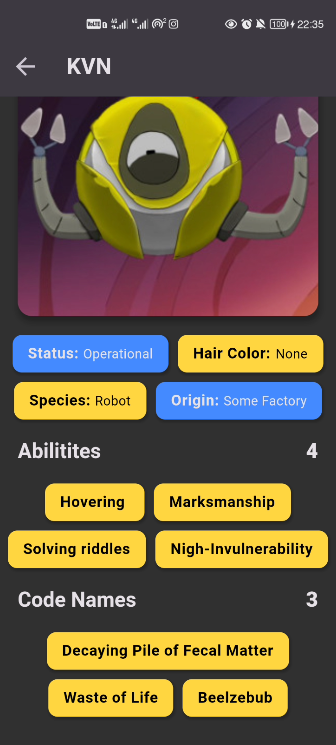 22:35
KVN
Status: Operational
Hair Color: None
Species: Robot
Origin: Some Factory
Abilitites 4
Hovering
Marksmanship
Solving riddles
Nigh-Invulnerability
Code Names 3
Decaying Pile of Fecal Matter
Waste of Life
Beelzebub